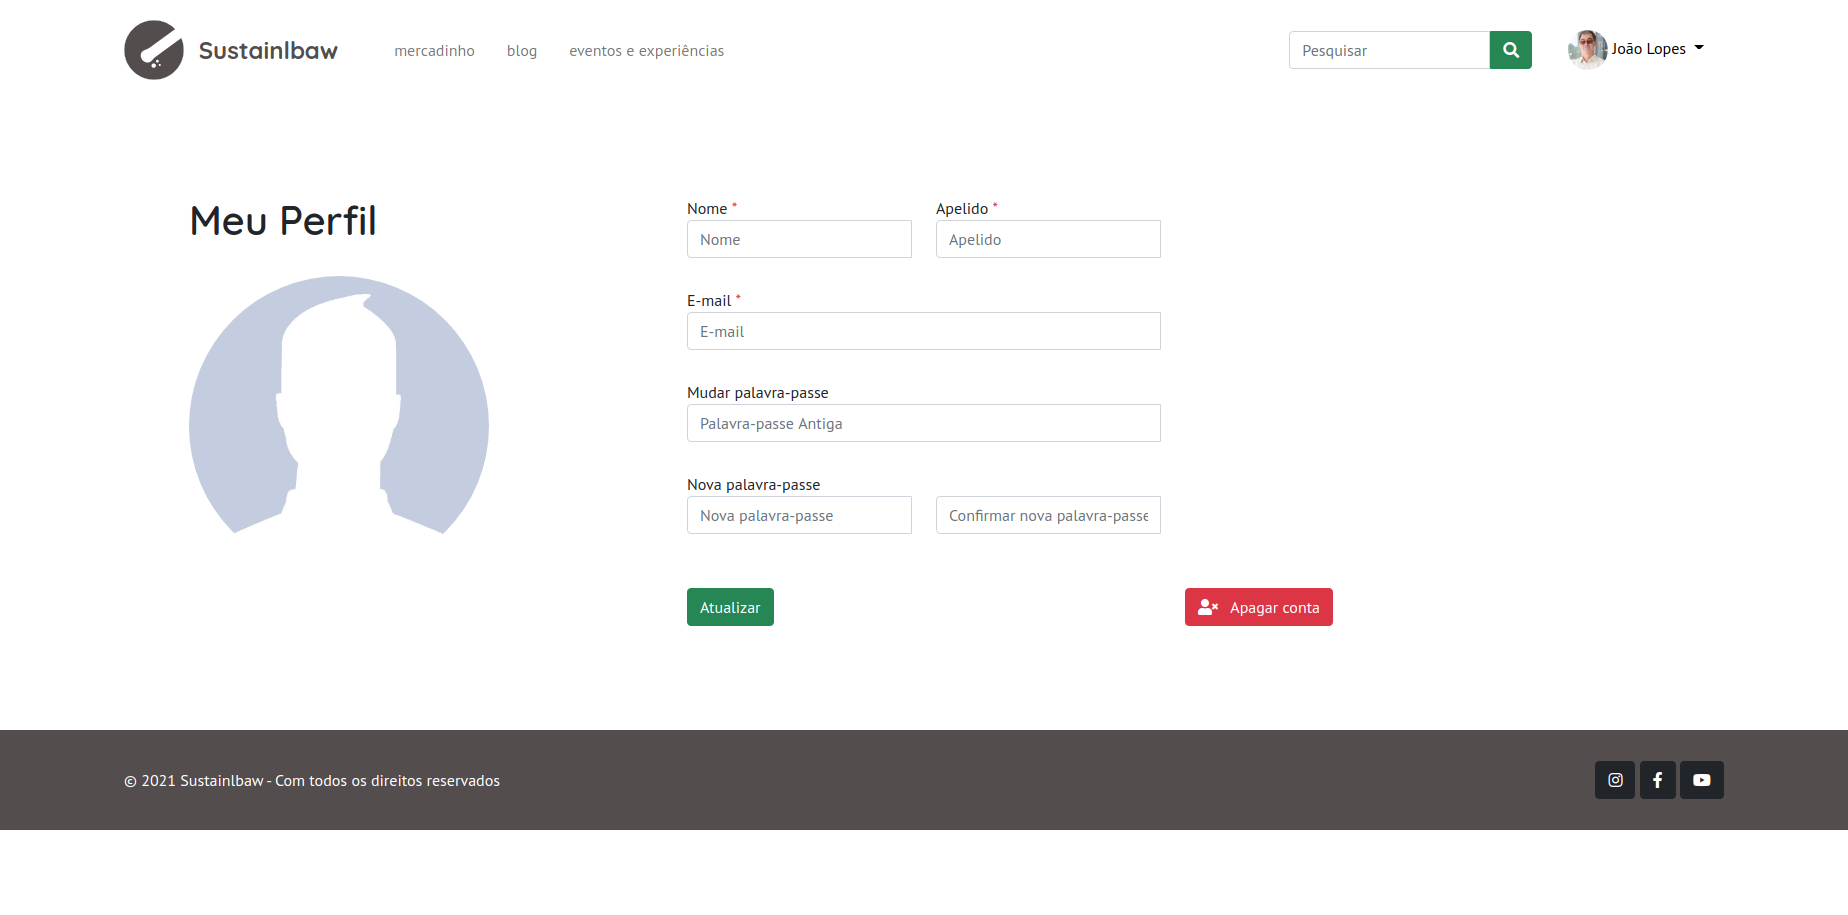 Sustainlbaw
mercadinho
blog
eventos e experiências
Pesquisar
João Lopes
Meu Perfil
Nome *
Apelido *
Nome
Apelido
E-mail *
E-mail
Mudar palavra-passe
Palavra-passe Antiga
Nova palavra-passe
Nova palavra-passe
Confirmar nova palavra-passe
Atualizar
Apagar conta
© 2021 Sustainlbaw - Com todos os direitos reservados